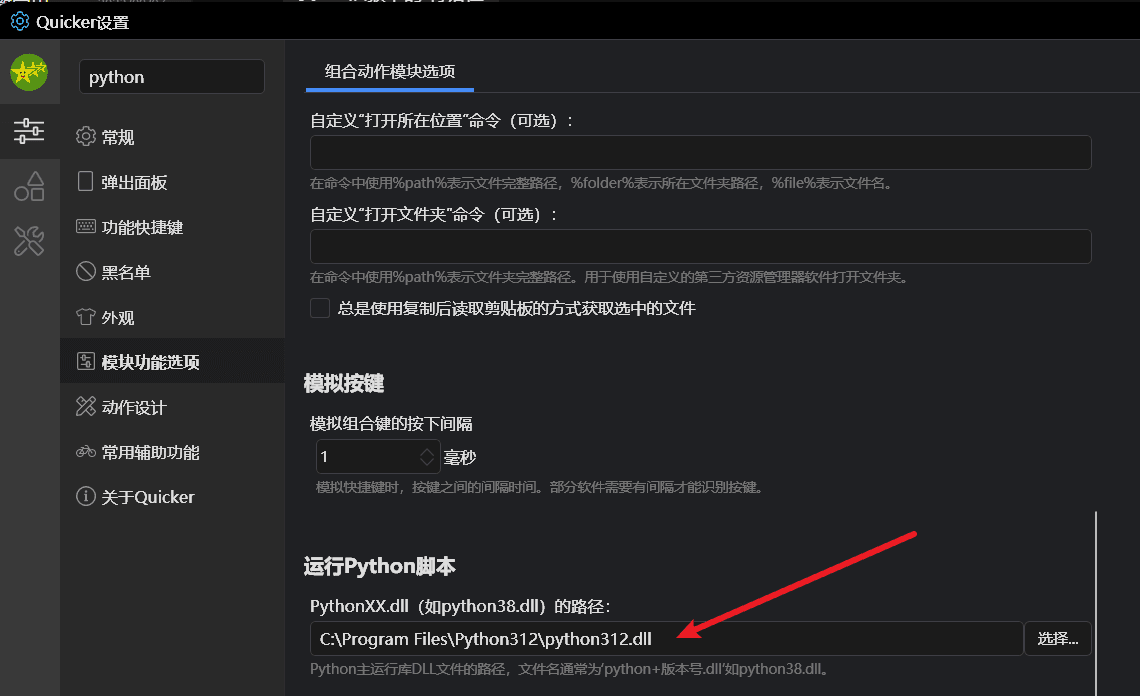 Quicker设置
python
常规
弹出面板
功能快捷键
黑名单
外观
模块功能选项
动作设计
常用辅助功能
关于Quicker
组合动作模块选项
自定义“打开所在位置”命令（可选）:
在命令中使用%path%表示文件完整路径，%folder%表示所在文件夹路径，%file%表示文件名。
自定义“打开文件夹”命令（可选）:
在命令中使用%path%表示文件夹完整路径。用于使用自定义的第三方资源管理器软件打开文件夹。
总是使用复制后读取剪贴板的方式获取选中的文件
模拟按键
模拟组合键的按下间隔
1 毫秒
模拟快捷键时，按键之间的间隔时间。部分软件需要有间隔才能识别按键。
运行Python脚本
PythonXX.dll（如python38.dll）的路径:
C:\Program Files\Python312\python312.dll 选择...
Python主运行库DLL文件的路径，文件名通常为'python+版本号.dll'如python38.dll。